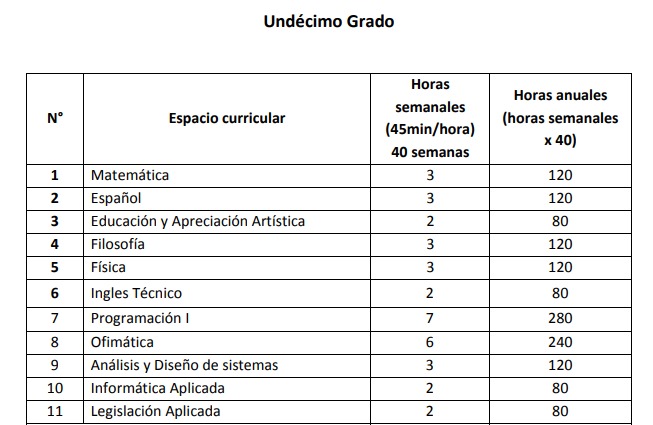 Undécimo Grado
N° Espacio curricular Horas semanales (45min/hora) 40 semanas Horas anuales (horas semanales x 40)
1 Matemática 3 120
2 Español 3 120
3 Educación y Apreciación Artística 2 80
4 Filosofía 3 120
5 Física 3 120
6 Ingles Técnico 2 80
7 Programación I 7 280
8 Ofimática 6 240
9 Análisis y Diseño de sistemas 3 120
10 Informática Aplicada 2 80
11 Legislación Aplicada 2 80